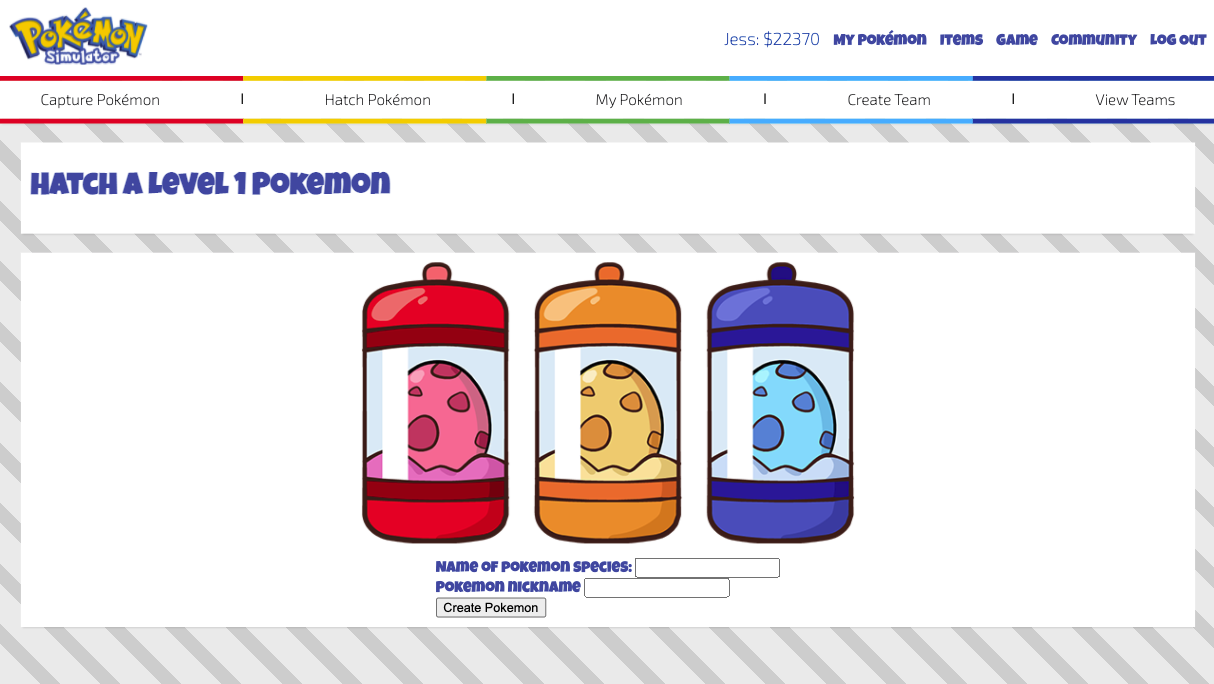 Pokémon
Simulator
Jess: $22370 My Pokémon Items Game Community Log out
Capture Pokémon | Hatch Pokémon | My Pokémon | Create Team | View Teams
Hatch a Level 1 Pokemon
Name of Pokemon Species:
Pokemon nickname
Create Pokemon